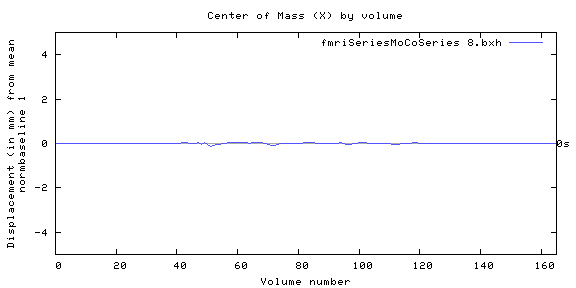 Center of Mass (X) by volume
fmriSeriesMoCoSeries 8.bxh
Displacement (in mm) from mean
normbaseline 1
4
2
0
-2
-4
0s
0 20 40 60 80 100 120 140 160
Volume number